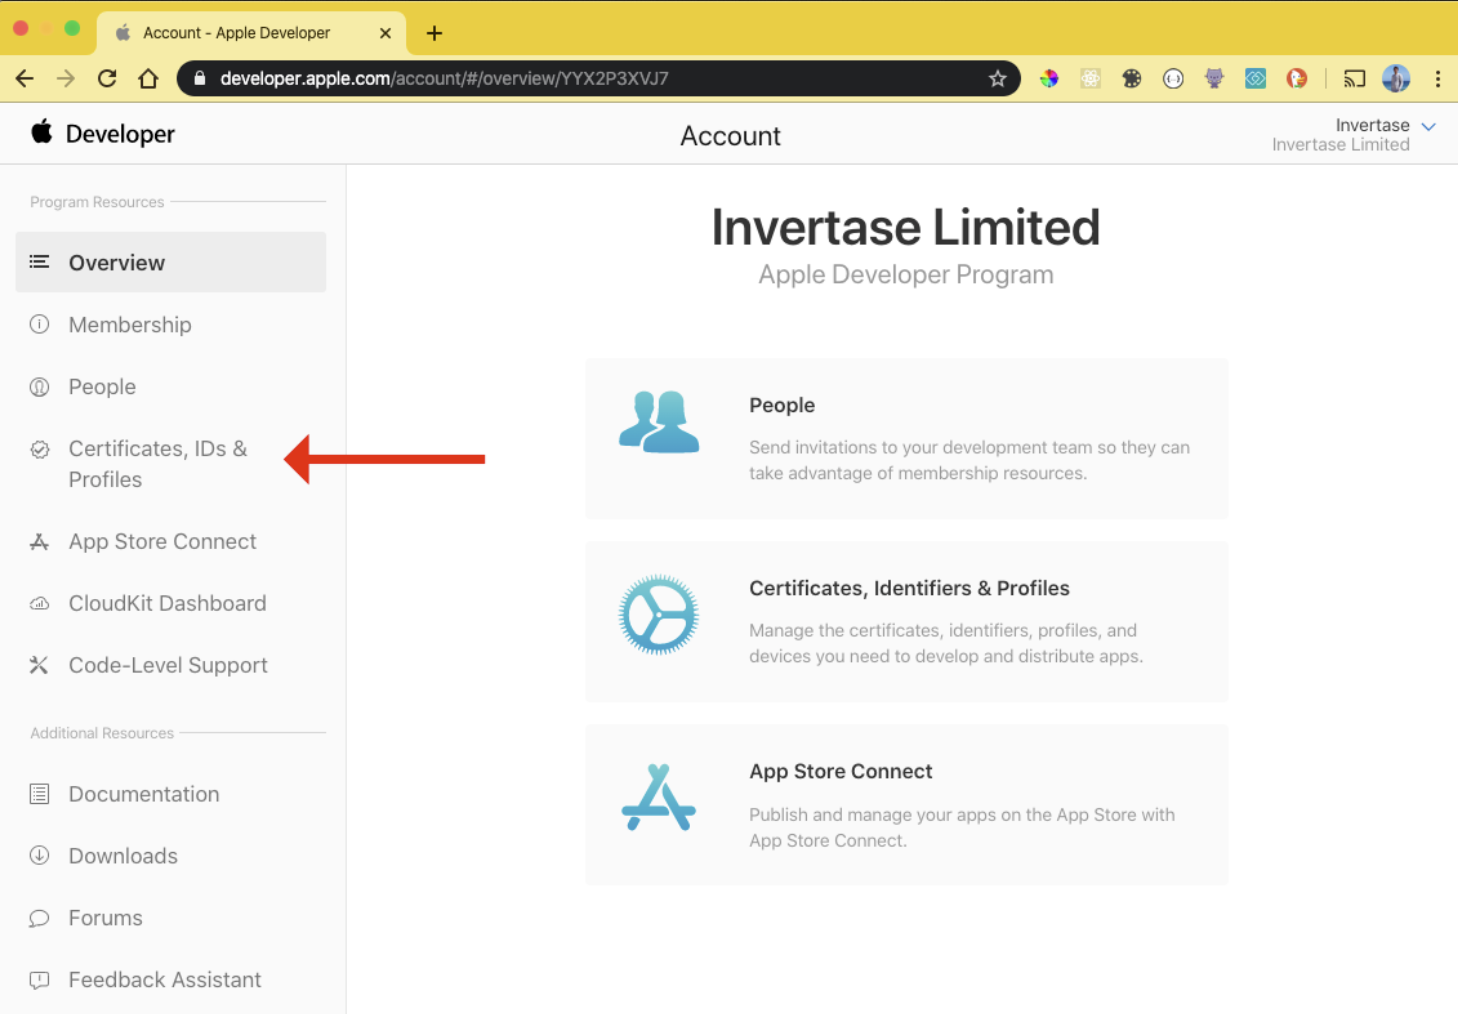 Account - Apple Developer
developer.apple.com/account/#/overview/YYX2P3XVJ7
Developer
Account
Invertase
Invertase Limited
Program Resources
Overview
Membership
People
Certificates, IDs &
Profiles
App Store Connect
CloudKit Dashboard
Code-Level Support
Additional Resources
Documentation
Downloads
Forums
Feedback Assistant
Invertase Limited
Apple Developer Program
People
Send invitations to your development team so they can
take advantage of membership resources.
Certificates, Identifiers & Profiles
Manage the certificates, identifiers, profiles, and
devices you need to develop and distribute apps.
App Store Connect
Publish and manage your apps on the App Store with
App Store Connect.